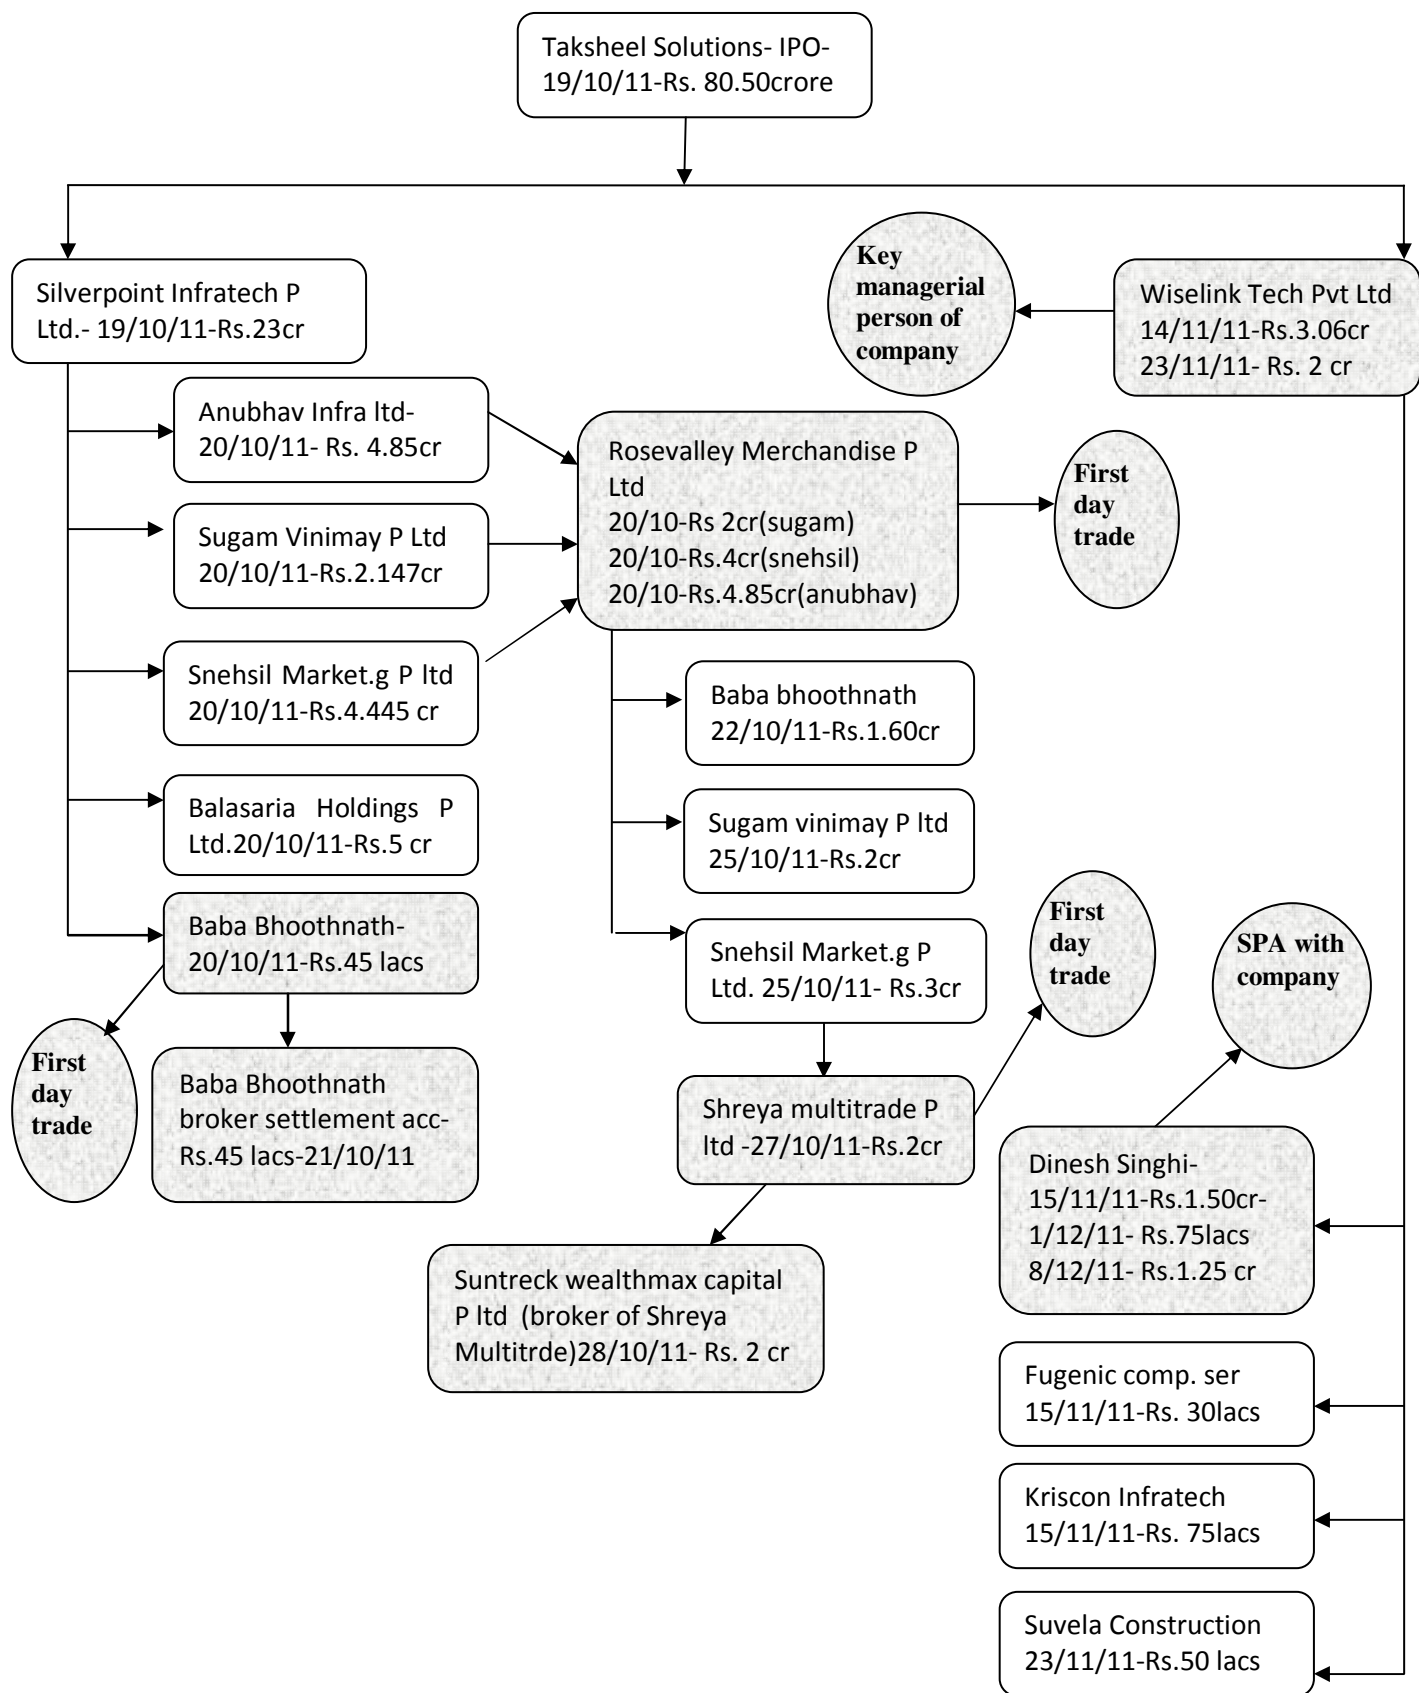 Taksheel Solutions- IPO-
19/10/11-Rs. 80.50crore
Silverpoint Infratech P
Ltd.- 19/10/11-Rs.23cr
Key
managerial
person of
company
Wiselink Tech Pvt Ltd
14/11/11-Rs.3.06cr
23/11/11- Rs. 2 cr
Anubhav Infra ltd-
20/10/11- Rs. 4.85cr
Rosevalley Merchandise P
Ltd
20/10-Rs 2cr(sugam)
20/10-Rs.4cr(snehsil)
20/10-Rs.4.85cr(anubhav)
First
day
trade
Sugam Vinimay P Ltd
20/10/11-Rs.2.147cr
Snehsil Market.g P ltd
20/10/11-Rs.4.445 cr
Baba bhoothnath
22/10/11-Rs.1.60cr
Balasaria Holdings P
Ltd.20/10/11-Rs.5 cr
Sugam vinimay P ltd
25/10/11-Rs.2cr
Baba Bhoothnath-
20/10/11-Rs.45 lacs
Snehsil Market.g P
Ltd. 25/10/11- Rs.3cr
First
day
trade
SPA with
company
First
day
trade
Baba Bhoothnath
broker settlement acc-
Rs.45 lacs-21/10/11
Shreya multitrade P
ltd -27/10/11-Rs.2cr
Dinesh Singhi-
15/11/11-Rs.1.50cr-
1/12/11- Rs.75lacs
8/12/11- Rs.1.25 cr
Suntreck wealthmax capital
P ltd (broker of Shreya
Multitrde)28/10/11- Rs. 2 cr
Fugenic comp. ser
15/11/11-Rs. 30lacs
Kriscon Infratech
15/11/11-Rs. 75lacs
Suvela Construction
23/11/11-Rs.50 lacs